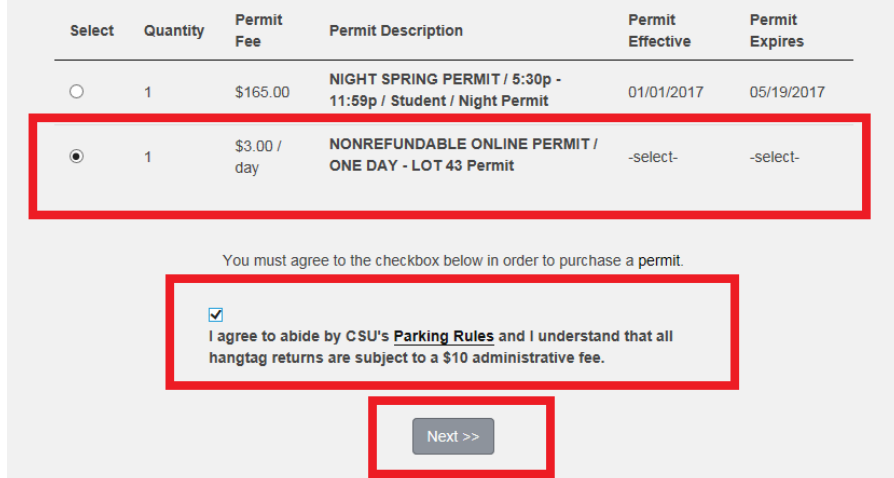 Select Quantity Permit Fee Permit Description Permit Effective Permit Expires
1 $165.00 NIGHT SPRING PERMIT / 5:30p - 11:59p / Student / Night Permit 01/01/2017 05/19/2017
1 $3.00 / day NONREFUNDABLE ONLINE PERMIT / ONE DAY - LOT 43 Permit -select- -select-
You must agree to the checkbox below in order to purchase a permit.
I agree to abide by CSU's Parking Rules and I understand that all
hangtag returns are subject to a $10 administrative fee.
Next >>